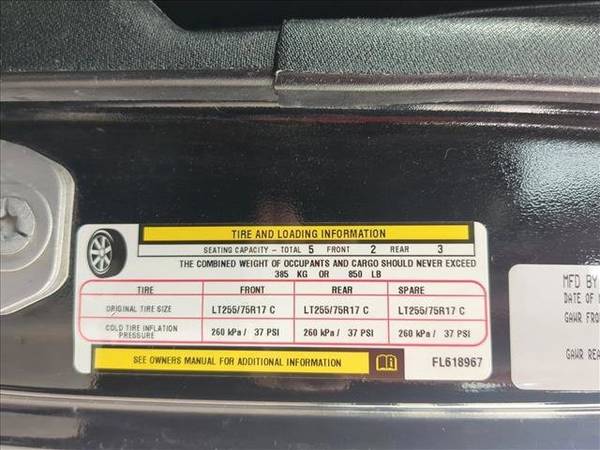 TIRE AND LOADING INFORMATION
SEATING CAPACITY - TOTAL 5 FRONT 2 REAR 3
THE COMBINED WEIGHT OF OCCUPANTS AND CARGO SHOULD NEVER EXCEED
385 KG OR 850 LB
TIRE FRONT REAR SPARE
ORIGINAL TIRE SIZE LT255/75R17 C LT255/75R17 C LT255/75R17 C
COLD TIRE INFLATION PRESSURE 260 kPa / 37 PSI 260 kPa / 37 PSI 260 kPa / 37 PSI
SEE OWNERS MANUAL FOR ADDITIONAL INFORMATION FL618967
MFD BY
DATE OF
GAWR FRO
GAWR REA